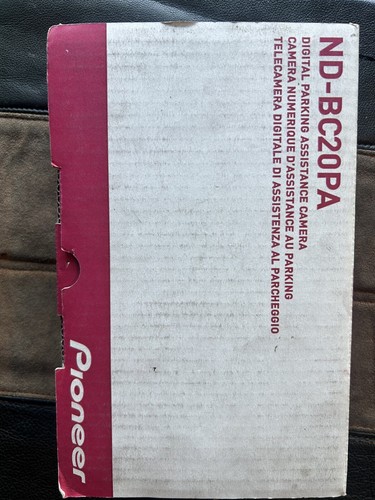 ND-BC20PA
DIGITAL PARKING ASSISTANCE CAMERA
CAMERA NUMERIQUE D'ASSISTANCE AU PARKING
TELECAMERA DIGITALE DI ASSISTENZA AL PARCHEGGIO
Pioneer